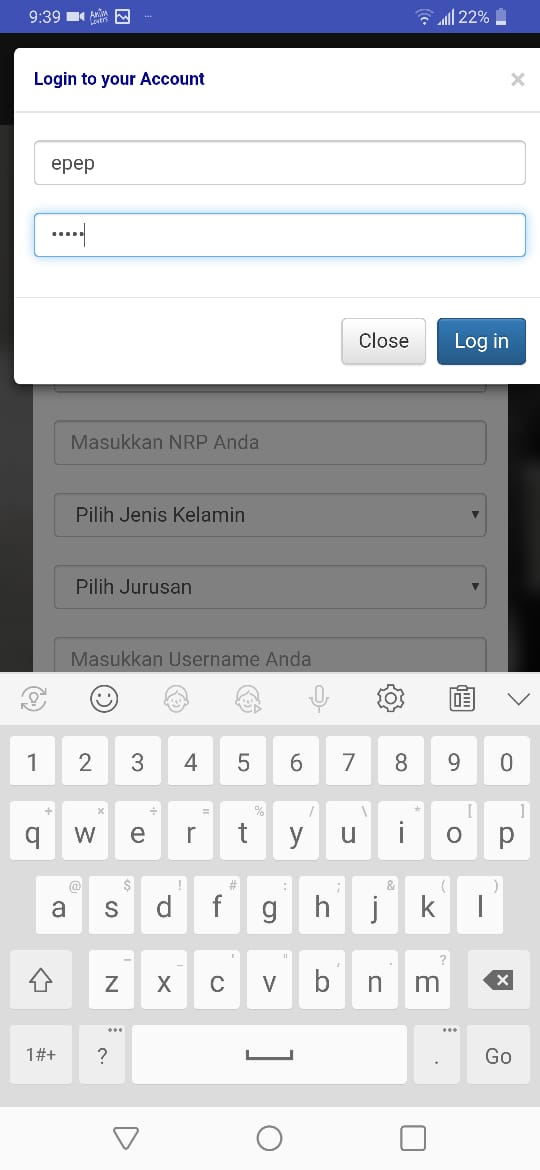 9:39 22%
Login to your Account ×
epep
•••••
Close Log in
Masukkan NRP Anda
Pilih Jenis Kelamin
Pilih Jurusan
Masukkan Username Anda
1 2 3 4 5 6 7 8 9 0
+ × ÷ = % / \ * [ ]
q w e r t y u i o p
@ $ ! # : ; & ( )
a s d f g h j k l
- _ ' " , . ?
z x c v b n m
1#+ ? . Go